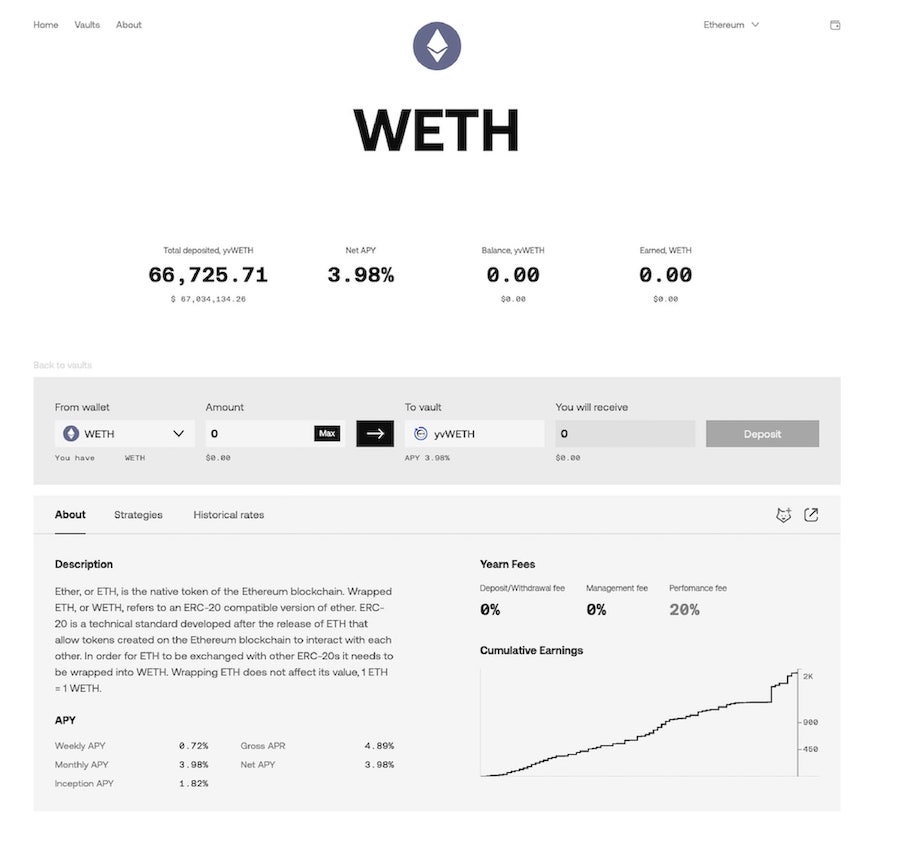 Home Vaults About Ethereum
WETH
Total deposited, yvWETH Net APY Balance, yvWETH Earned, WETH
66,725.71 3.98% 0.00 0.00
$ 67,034,134.26 $0.00 $0.00
Back to vaults
From wallet Amount To vault You will receive
WETH 0 Max yvWETH 0 Deposit
You have WETH $0.00 APY 3.98% $0.00
About Strategies Historical rates
Description
Ether, or ETH, is the native token of the Ethereum blockchain. Wrapped
ETH, or WETH, refers to an ERC-20 compatible version of ether. ERC-
20 is a technical standard developed after the release of ETH that
allow tokens created on the Ethereum blockchain to interact with each
other. In order for ETH to be exchanged with other ERC-20s it needs to
be wrapped into WETH. Wrapping ETH does not affect its value, 1 ETH
= 1 WETH.
APY
Weekly APY 0.72% Gross APR 4.89%
Monthly APY 3.98% Net APY 3.98%
Inception APY 1.82%
Yearn Fees
Deposit/Withdrawal fee Management fee Perfomance fee
0% 0% 20%
Cumulative Earnings
2K
900
450